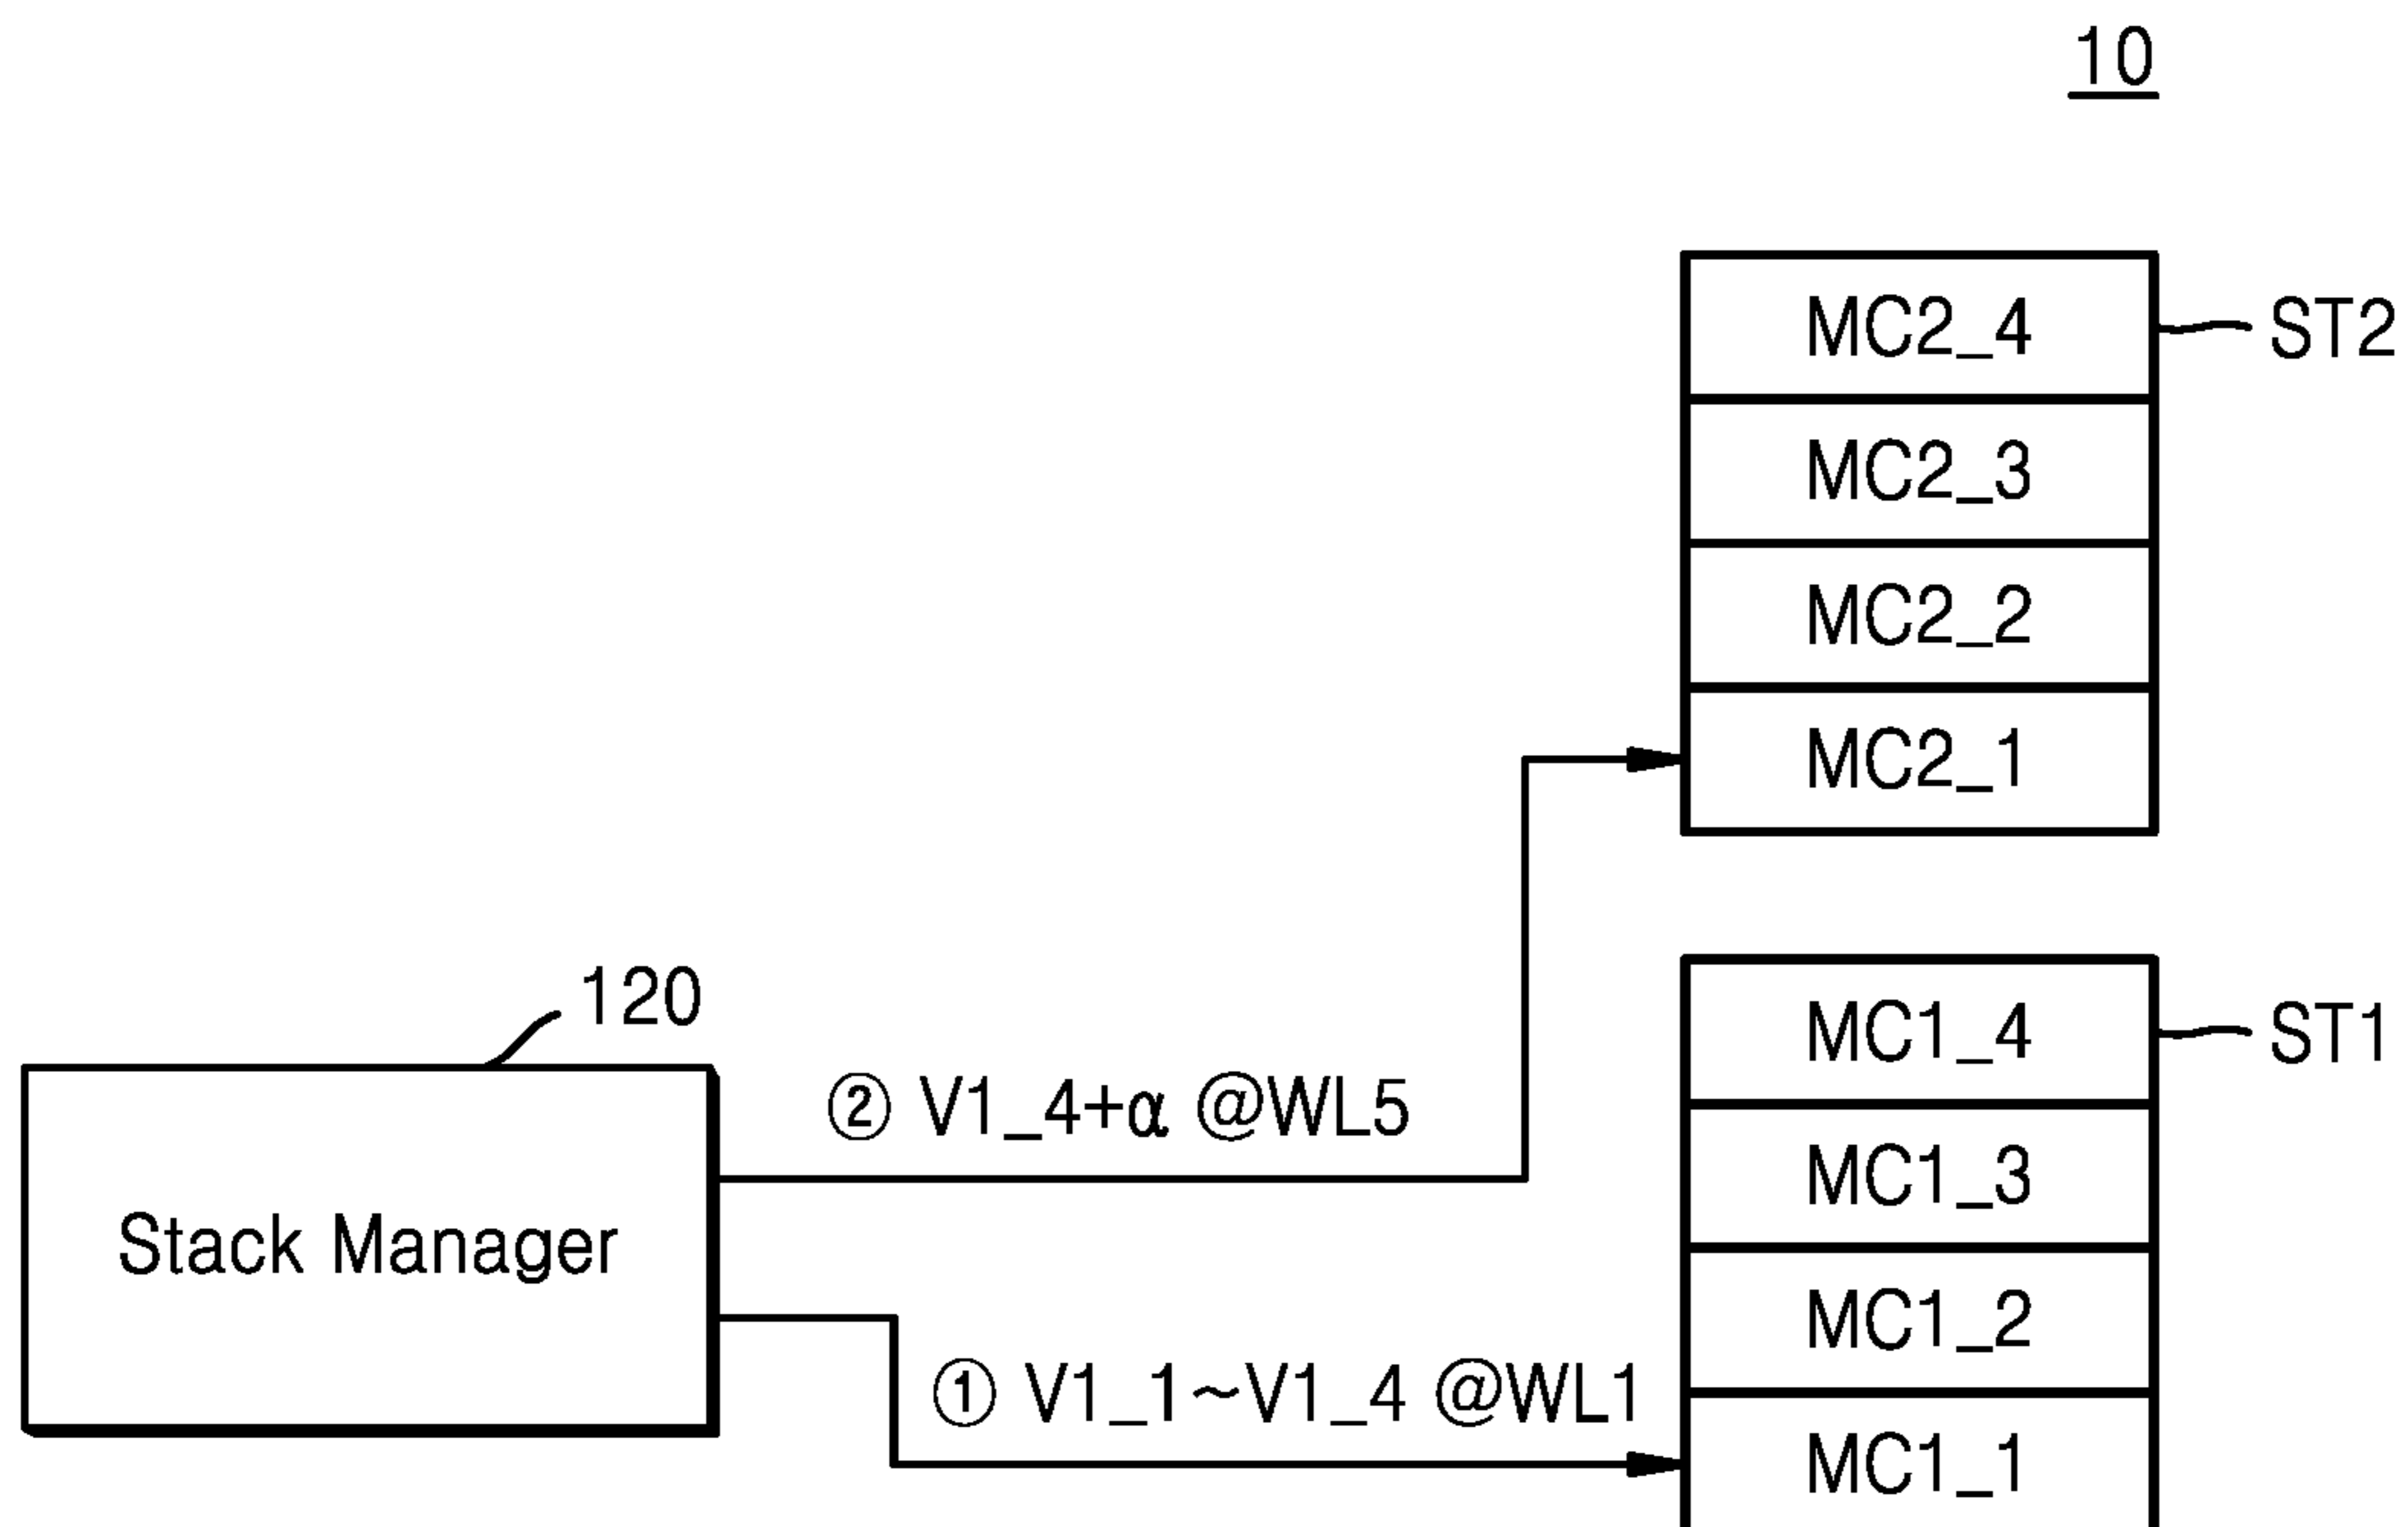 10
MC2_4
ST2
MC2_3
MC2_2
MC2_1
120
MC1_4
ST1
② V1_4+α @WL5
MC1_3
Stack Manager
MC1_2
① V1_1~V1_4 @WL1
MC1_1